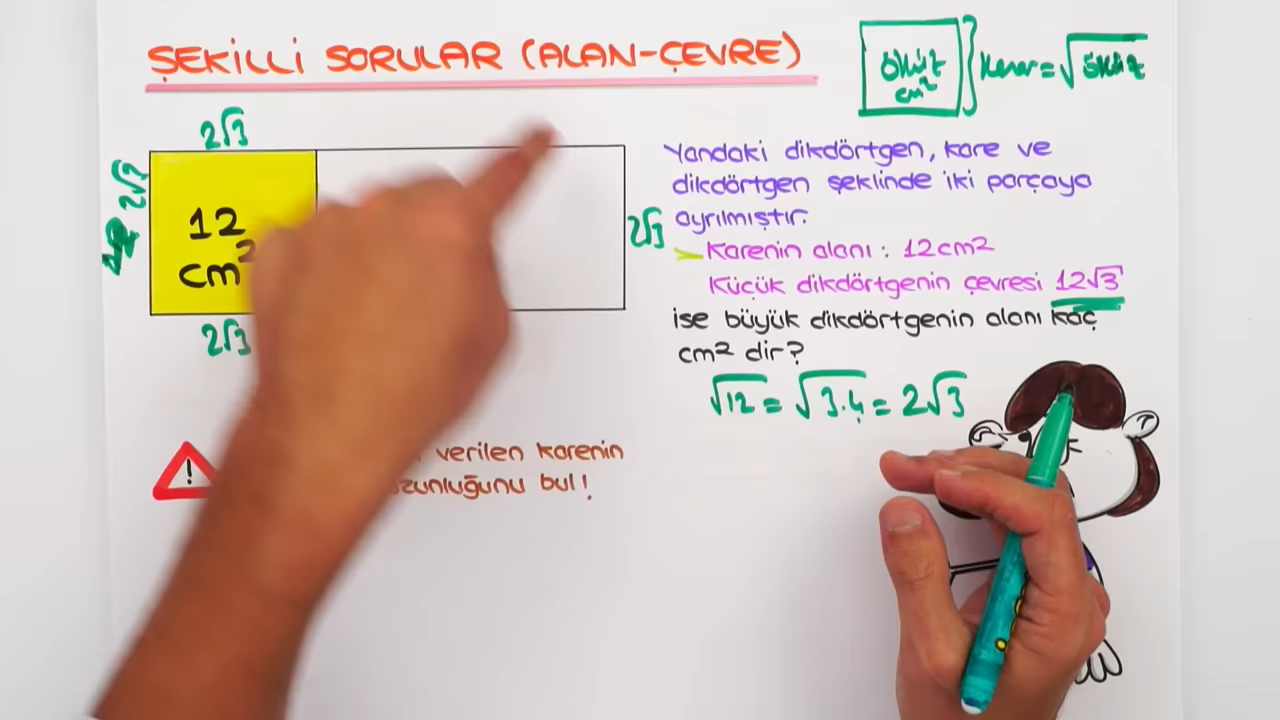 ŞEKİLLİ SORULAR (ALAN-ÇEVRE)
ÖKÜZ
cm²
Kenar = √ÖKÜZ
2√3
2√3
12
cm²
2√3
2√3
Yandaki dikdörtgen, kare ve
dikdörtgen şeklinde iki parçaya
ayrılmıştır.
> Karenin alanı : 12cm²
Küçük dikdörtgenin çevresi 12√3
ise büyük dikdörtgenin alanı kaç
cm² dir?
√12 = √3.4 = 2√3
!
verilen karenin
uzunluğunu bul!